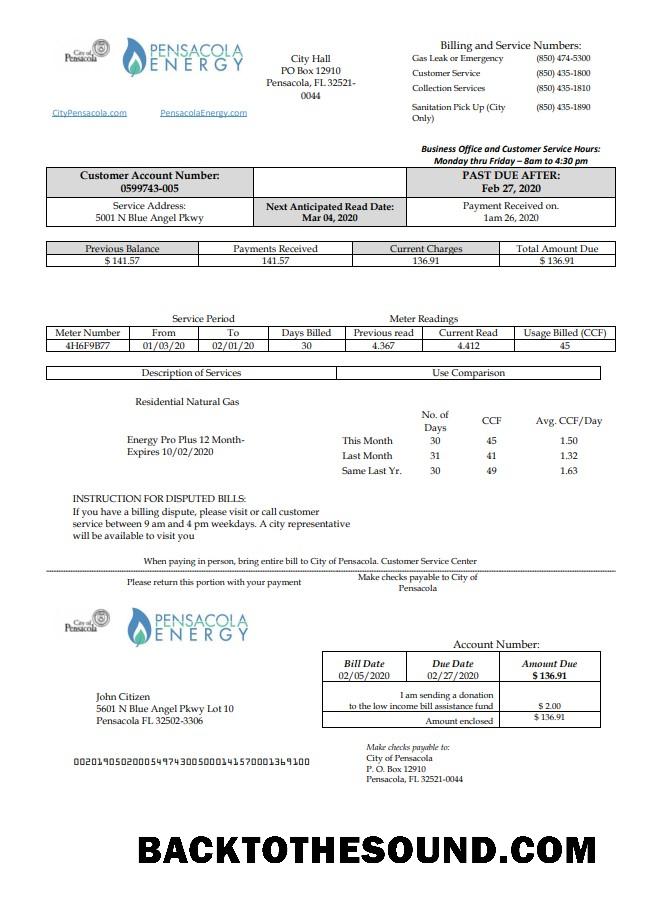 City of
Pensacola
PENSACOLA
ENERGY
CityPensacola.com PensacolaEnergy.com
City Hall
PO Box 12910
Pensacola, FL 32521-
0044
Billing and Service Numbers:
Gas Leak or Emergency (850) 474-5300
Customer Service (850) 435-1800
Collection Services (850) 435-1810
Sanitation Pick Up (City (850) 435-1890
Only)
Business Office and Customer Service Hours:
Monday thru Friday – 8am to 4:30 pm
Customer Account Number:
0599743-005
PAST DUE AFTER:
Feb 27, 2020
Service Address:
5001 N Blue Angel Pkwy
Next Anticipated Read Date:
Mar 04, 2020
Payment Received on.
1am 26, 2020
Previous Balance Payments Received Current Charges Total Amount Due
$ 141.57 141.57 136.91 $ 136.91
Service Period Meter Readings
Meter Number From To Days Billed Previous read Current Read Usage Billed (CCF)
4H6F9B77 01/03/20 02/01/20 30 4.367 4.412 45
Description of Services Use Comparison
Residential Natural Gas
Energy Pro Plus 12 Month-
Expires 10/02/2020
No. of
Days CCF Avg. CCF/Day
This Month 30 45 1.50
Last Month 31 41 1.32
Same Last Yr. 30 49 1.63
INSTRUCTION FOR DISPUTED BILLS:
If you have a billing dispute, please visit or call customer
service between 9 am and 4 pm weekdays. A city representative
will be available to visit you
When paying in person, bring entire bill to City of Pensacola. Customer Service Center
Please return this portion with your payment
Make checks payable to City of
Pensacola
City of
Pensacola
PENSACOLA
ENERGY
Account Number:
Bill Date Due Date Amount Due
02/05/2020 02/27/2020 $ 136.91
I am sending a donation
to the low income bill assistance fund $ 2.00
Amount enclosed $ 136.91
John Citizen
5601 N Blue Angel Pkwy Lot 10
Pensacola FL 32502-3306
00201905020005497430050001415700013691​00
Make checks payable to:
City of Pensacola
P. O. Box 12910
Pensacola, FL 32521-0044
BACKTOTHESOUND.COM